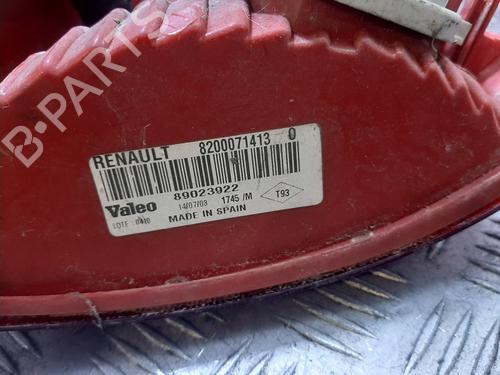 B-PARTS
RENAULT 8200071413 0
89023922
Valeo 14/07/03 1745 /M T93
LOTE : 0410 MADE IN SPAIN